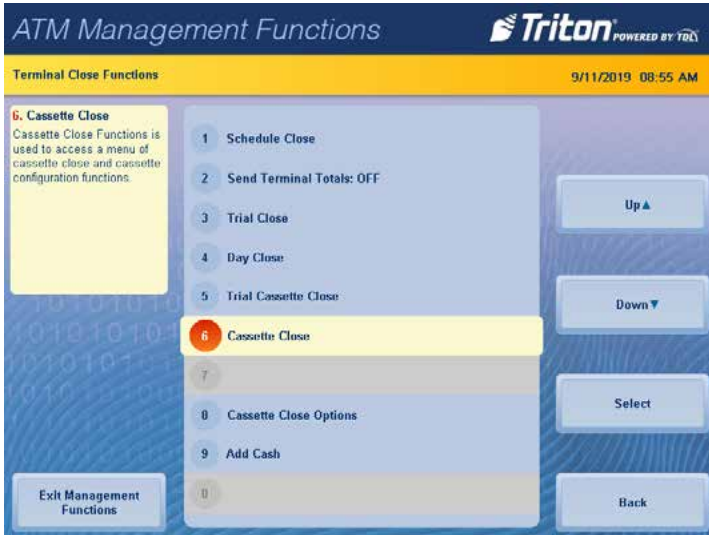 ATM Management Functions
Triton POWERED BY TDL
Terminal Close Functions
9/11/2019 08:55 AM
6. Cassette Close
Cassette Close Functions is
used to access a menu of
cassette close and cassette
configuration functions.
1 Schedule Close
2 Send Terminal Totals: OFF
3 Trial Close
4 Day Close
5 Trial Cassette Close
6 Cassette Close
7
8 Cassette Close Options
9 Add Cash
0
Up▲
Down▼
Select
Back
Exit Management
Functions